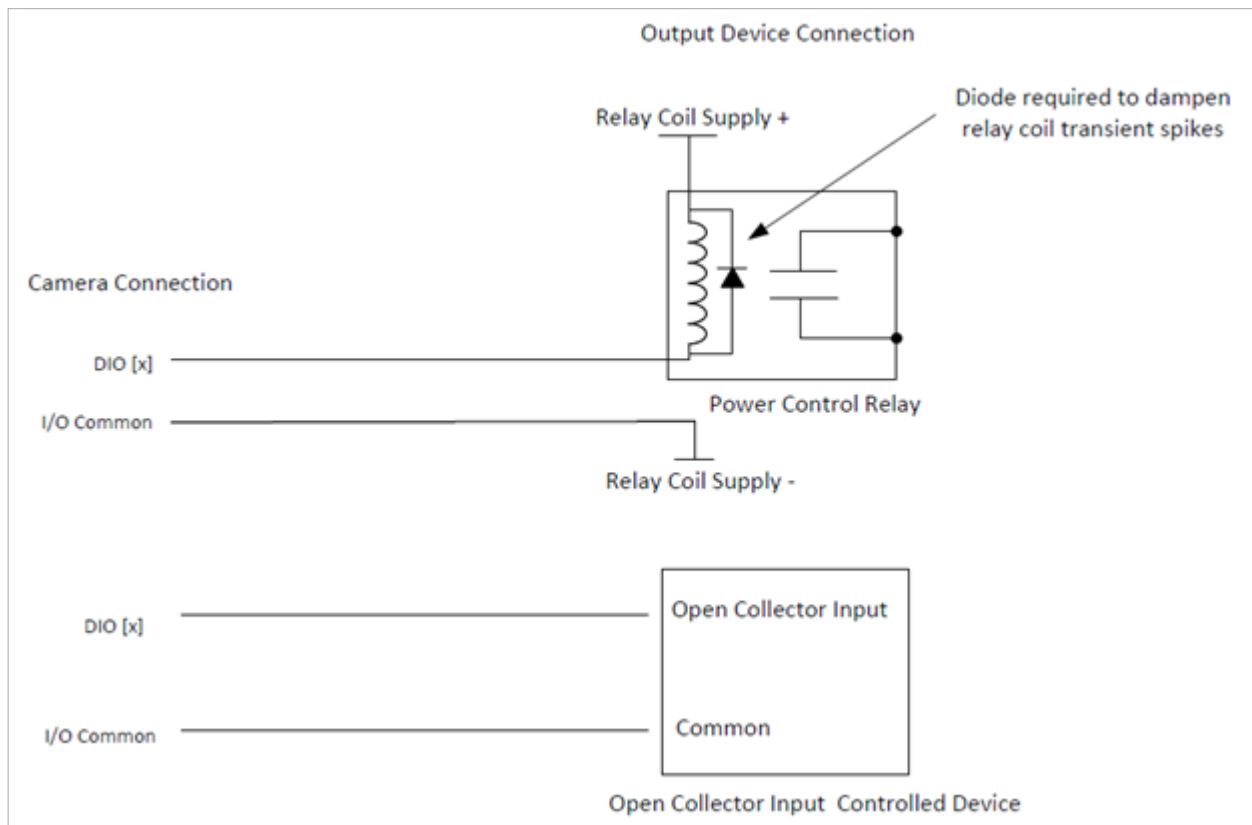 Output Device Connection
Diode required to dampen
relay coil transient spikes
Relay Coil Supply +
Camera Connection
DIO [x]
I/O Common
Power Control Relay
Relay Coil Supply -
DIO [x]
Open Collector Input
I/O Common
Common
Open Collector Input  Controlled Device